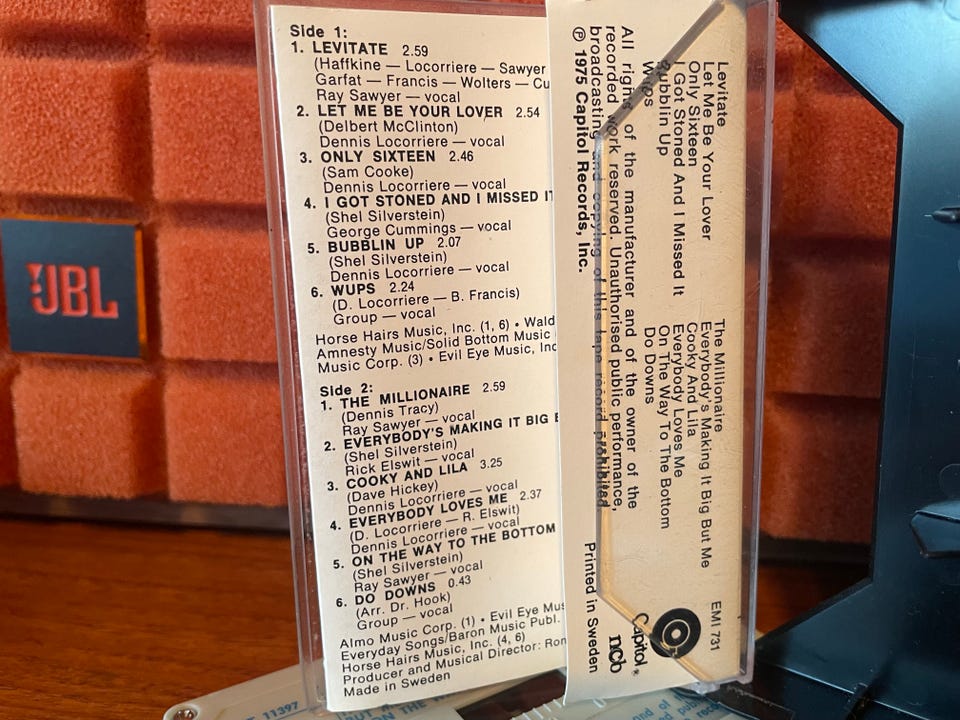 JBL
Side 1:
1. LEVITATE 2.59
(Haffkine — Locorriere — Sawyer
Garfat — Francis — Wolters — Cu
Ray Sawyer — vocal
2. LET ME BE YOUR LOVER 2.54
(Delbert McClinton)
Dennis Locorriere — vocal
3. ONLY SIXTEEN 2.46
(Sam Cooke)
Dennis Locorriere — vocal
4. I GOT STONED AND I MISSED IT
(Shel Silverstein)
George Cummings — vocal
5. BUBBLIN UP 2.07
(Shel Silverstein)
Dennis Locorriere — vocal
6. WUPS 2.24
(D. Locorriere — B. Francis)
Group — vocal
Horse Hairs Music, Inc. (1, 6) • Wald
Amnesty Music/Solid Bottom Music
Music Corp. (3) • Evil Eye Music, Inc
Side 2:
1. THE MILLIONAIRE 2.59
(Dennis Tracy)
Ray Sawyer — vocal
2. EVERYBODY'S MAKING IT BIG B
(Shel Silverstein)
Rick Elswit — vocal
3. COOKY AND LILA 3.25
(Dave Hickey)
Dennis Locorriere — vocal
4. EVERYBODY LOVES ME 2.37
(D. Locorriere — R. Elswit)
Dennis Locorriere — vocal
5. ON THE WAY TO THE BOTTOM
(Shel Silverstein)
Ray Sawyer — vocal
6. DO DOWNS 0.43
(Arr. Dr. Hook)
Group — vocal
Almo Music Corp. (1) • Evil Eye Mus
Everyday Songs/Baron Music Publ.
Horse Hairs Music, Inc. (4, 6)
Producer and Musical Director: Ron
Made in Sweden
Levitate
Let Me Be Your Lover
Only Sixteen
I Got Stoned And I Missed It
Bubblin Up
Wups
The Millionaire
Everybody's Making It Big But Me
Cooky And Lila
Everybody Loves Me
On The Way To The Bottom
Do Downs
EMI 731
Capitol®
ncb
All rights of the manufacturer and of the owner of the
recorded work reserved. Unauthorised public performance,
broadcasting and copying of this tape record prohibited
℗ 1975 Capitol Records, Inc.
Printed in Sweden
11397